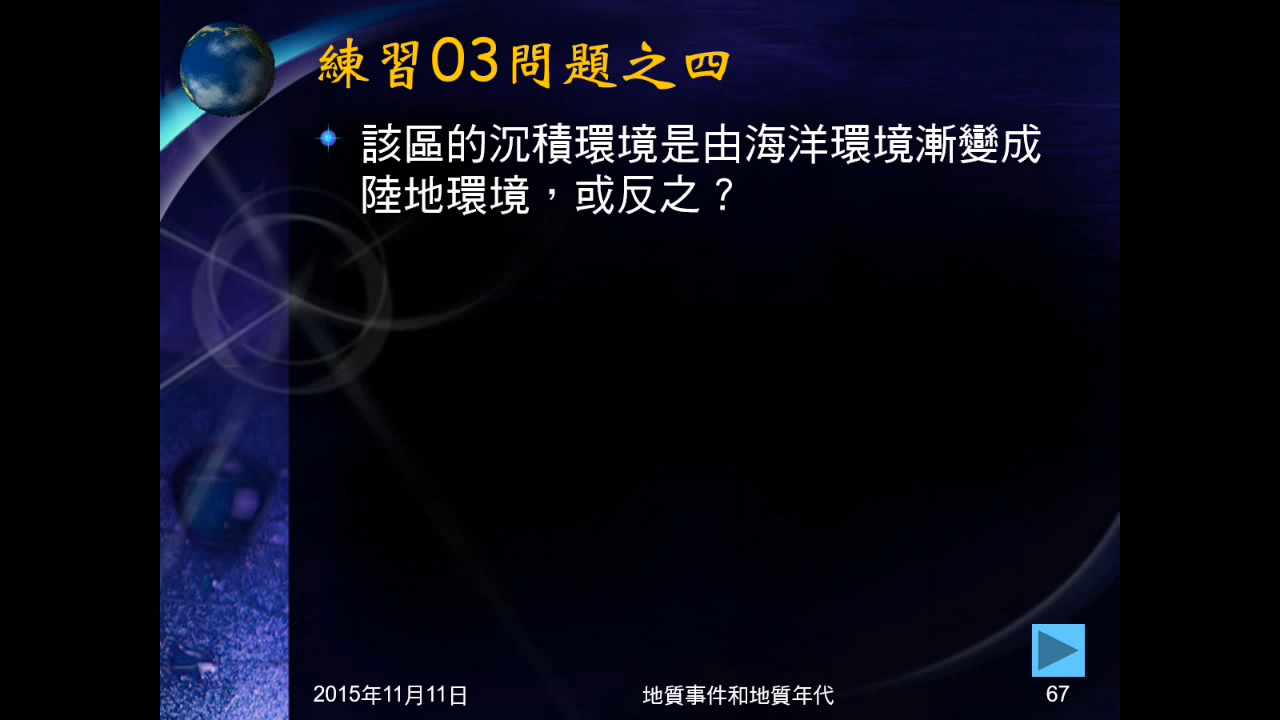 練習03問題之四
該區的沉積環境是由海洋環境漸變成
陸地環境，或反之？
2015年11月11日
地質事件和地質年代
67